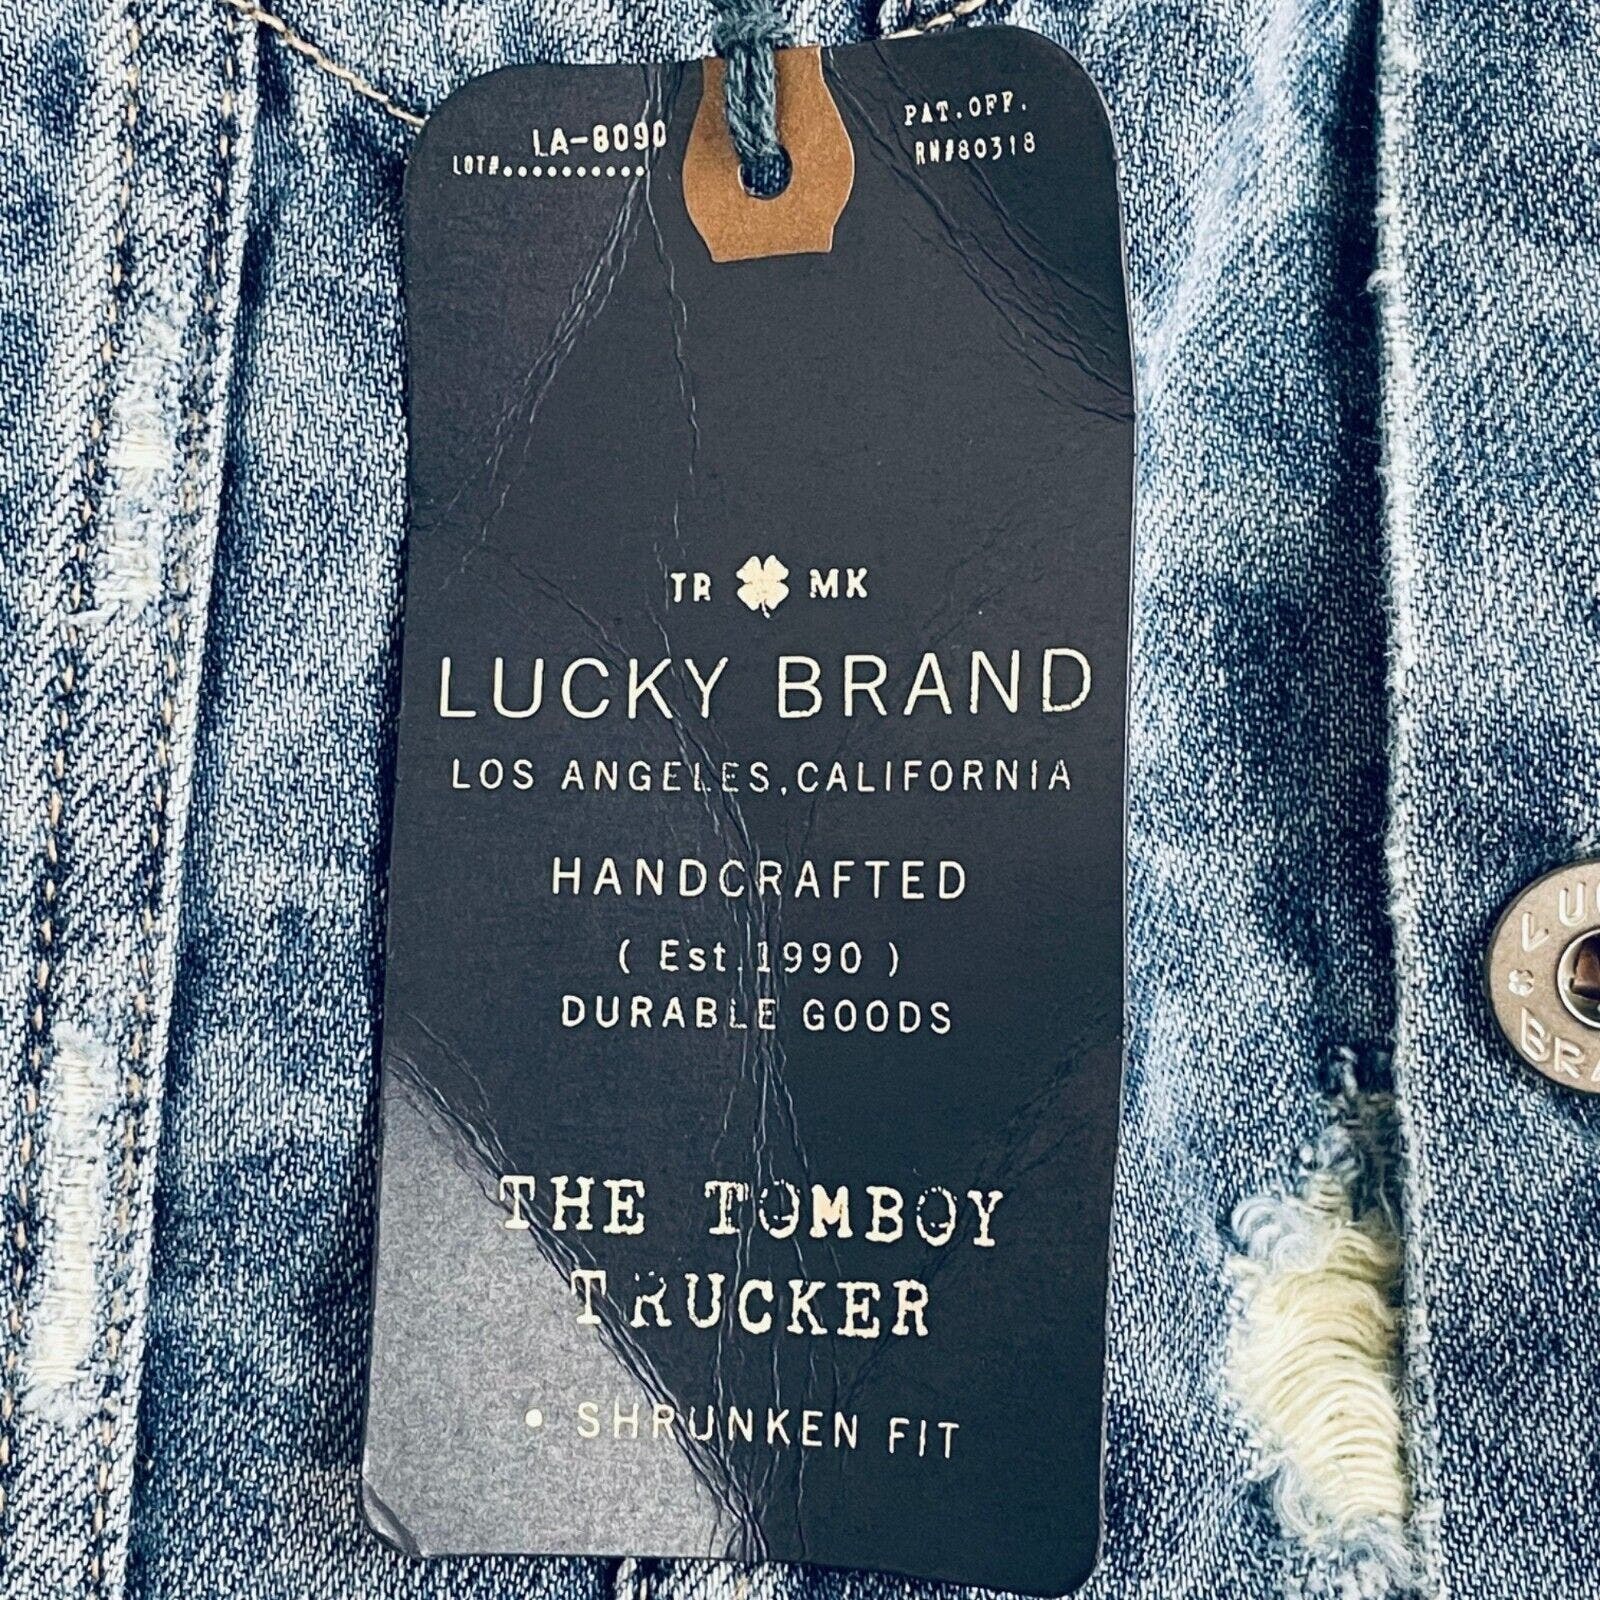 LA-8090
LOT#..........
PAT.OFF.
RN#80318
TR MK
LUCKY BRAND
LOS ANGELES,CALIFORNIA
HANDCRAFTED
( Est.1990 )
DURABLE GOODS
THE TOMBOY
TRUCKER
• SHRUNKEN FIT